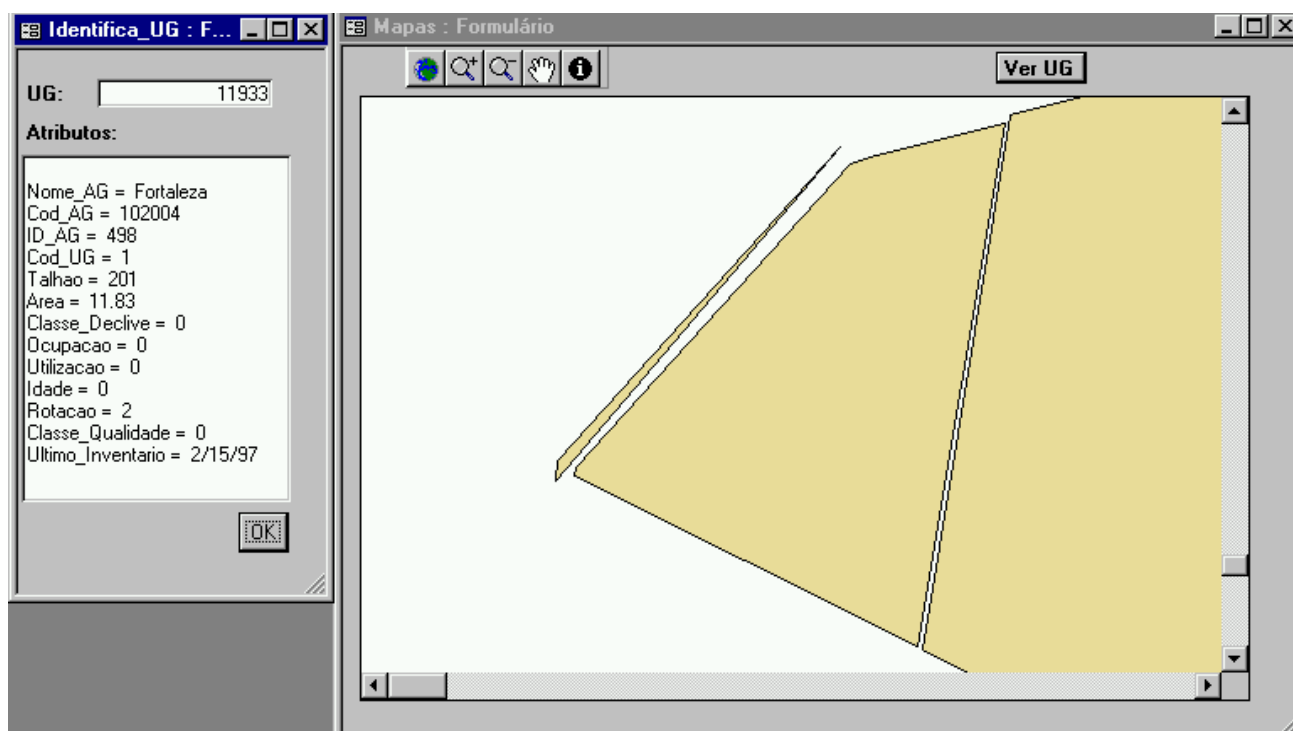 Identifica_UG : F...
UG: 11933
Atributos:
Nome_AG = Fortaleza
Cod_AG = 102004
ID_AG = 498
Cod_UG = 1
Talhao = 201
Area = 11.83
Classe_Declive = 0
Ocupacao = 0
Utilizacao = 0
Idade = 0
Rotacao = 2
Classe_Qualidade = 0
Ultimo_Inventario = 2/15/97
OK
Mapas : Formulário
Ver UG